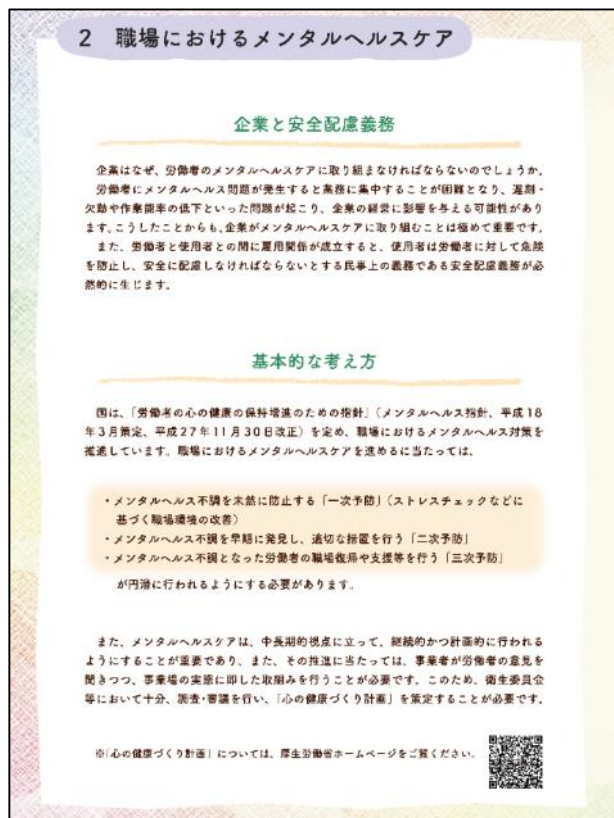 2 職場におけるメンタルヘルスケア
企業と安全配慮義務
企業はなぜ、労働者のメンタルヘルスケアに取り組まなければならないのでしょうか。
労働者にメンタルヘルス問題が発生すると業務に集中することが困難となり、遅刻・
欠勤や作業能率の低下といった問題が起こり、企業の経営に影響を与える可能性があり
ます。こうしたことからも、企業がメンタルヘルスケアに取り組むことは極めて重要です。
また、労働者と使用者との間に雇用関係が成立すると、使用者は労働者に対して危険
を防止し、安全に配慮しなければならないとする民事上の義務である安全配慮義務が必
然的に生じます。
基本的な考え方
国は、「労働者の心の健康の保持増進のための指針」(メンタルヘルス指針、平成18
年3月策定、平成27年11月30日改正)を定め、職場におけるメンタルヘルス対策を
推進しています。職場におけるメンタルヘルスケアを進めるに当たっては、
・メンタルヘルス不調を未然に防止する「一次予防」(ストレスチェックなどに
基づく職場環境の改善)
・メンタルヘルス不調を早期に発見し、適切な措置を行う「二次予防」
・メンタルヘルス不調となった労働者の職場復帰や支援等を行う「三次予防」
が円滑に行われるようにする必要があります。
また、メンタルヘルスケアは、中長期的視点に立って、継続的かつ計画的に行われる
ようにすることが重要であり、また、その推進に当たっては、事業者が労働者の意見を
聞きつつ、事業場の実態に即した取組みを行うことが必要です。このため、衛生委員会
等において十分、調査・審議を行い、「心の健康づくり計画」を策定することが必要です。
※「心の健康づくり計画」については、厚生労働省ホームページをご覧ください。